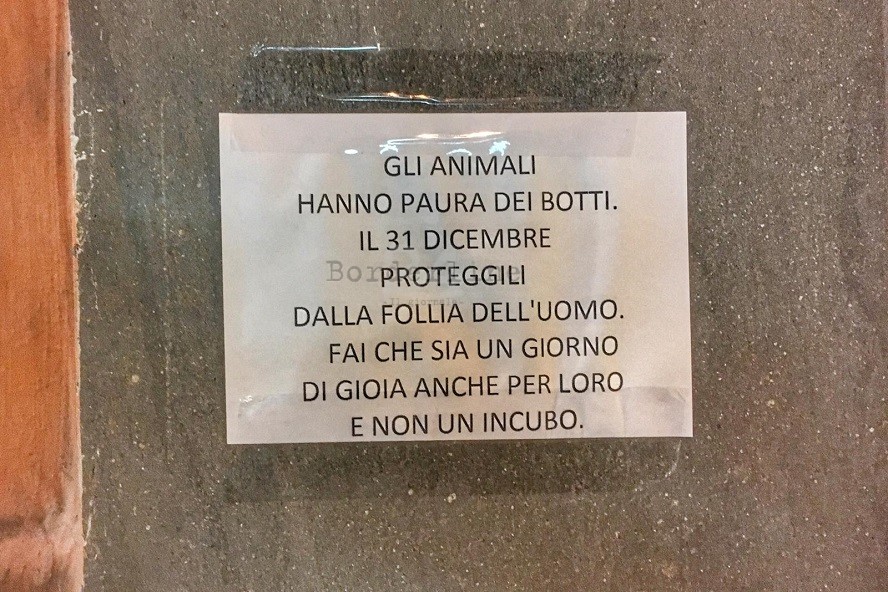 GLI ANIMALI
HANNO PAURA DEI BOTTI.
IL 31 DICEMBRE
PROTEGGILI
DALLA FOLLIA DELL'UOMO.
FAI CHE SIA UN GIORNO
DI GIOIA ANCHE PER LORO
E NON UN INCUBO.